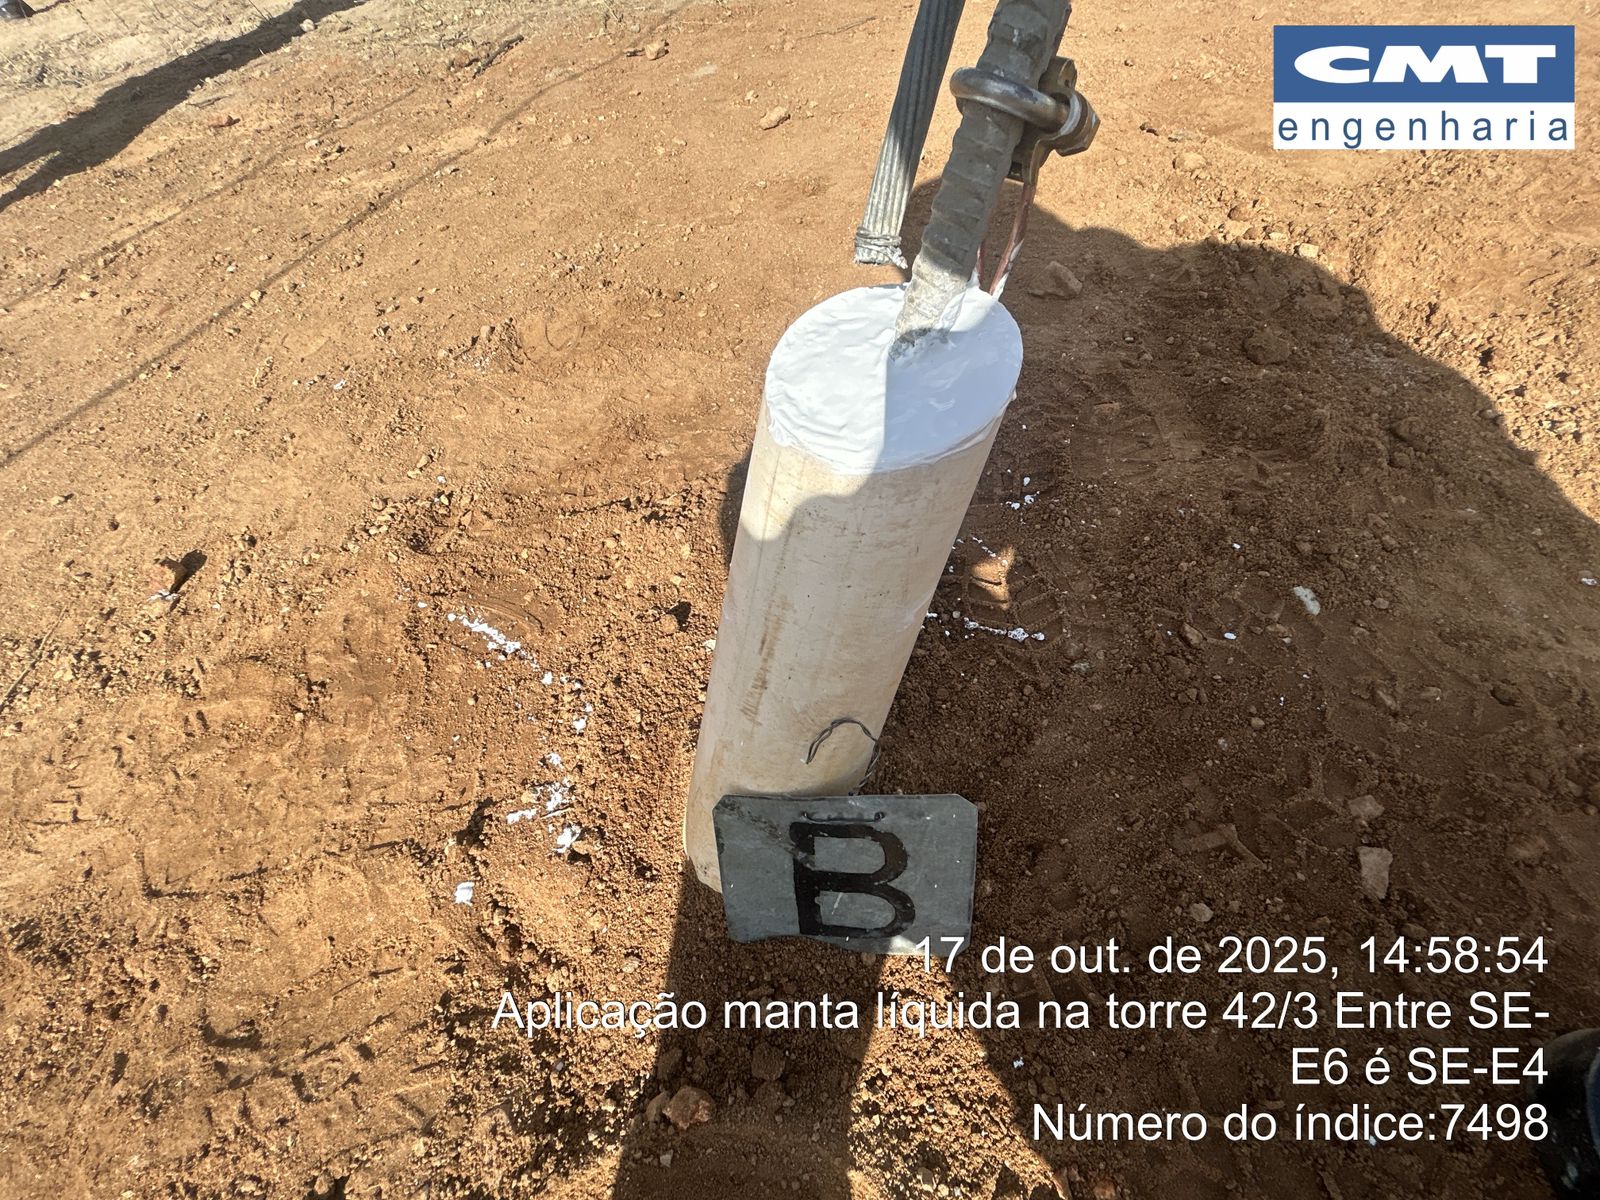 CMT
engenharia
B
17 de out. de 2025, 14:58:54
Aplicação manta líquida na torre 42/3 Entre SE-
E6 é SE-E4
Número do índice:7498